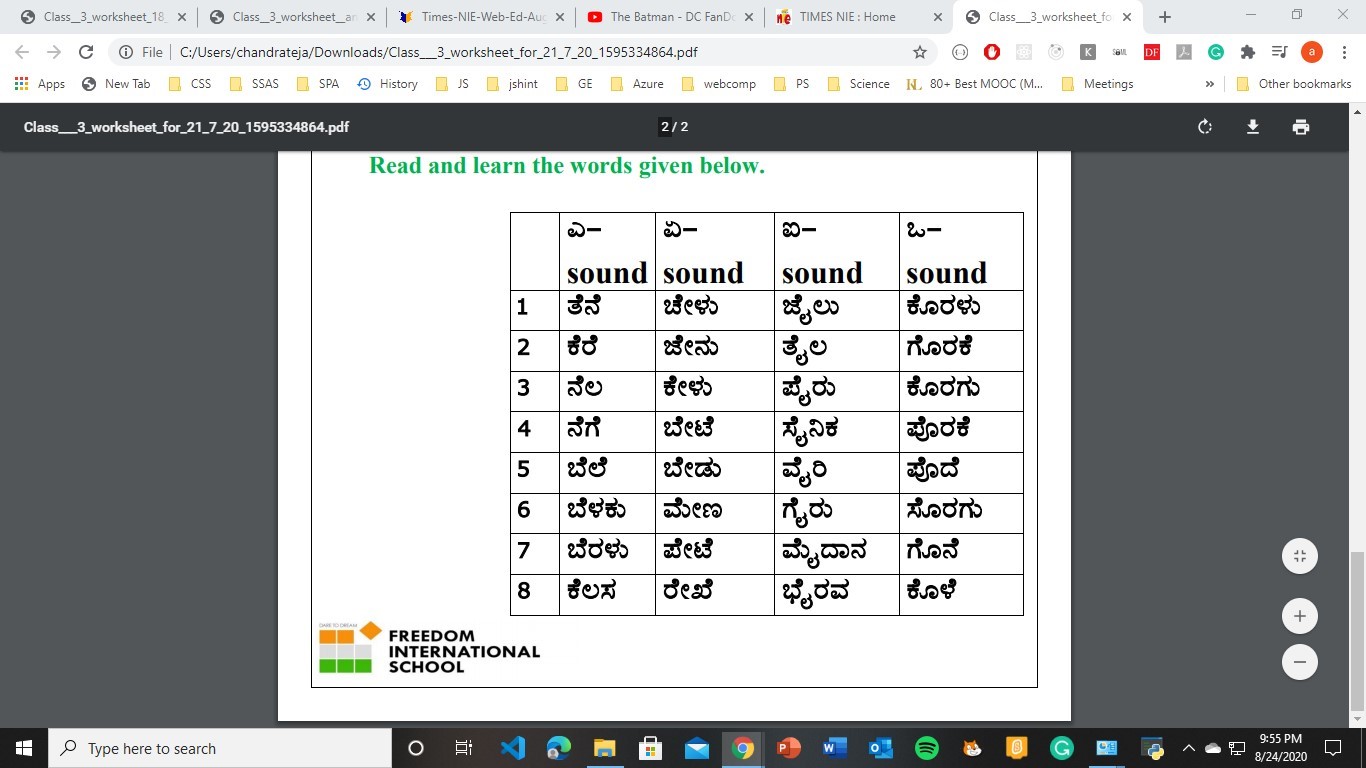 Class__3_worksheet_18_
Class__3_worksheet__an
Times-NIE-Web-Ed-Aug
The Batman - DC FanDo
TIMES NIE : Home
Class___3_worksheet_fo
File | C:/Users/chandrateja/Downloads/Class___3_worksheet_for_21_7_20_1595334864.pdf
Apps New Tab CSS SSAS SPA History JS jshint GE Azure webcomp PS Science 80+ Best MOOC (M... Meetings » Other bookmarks
Class___3_worksheet_for_21_7_20_1595334864.pdf 2 / 2
Read and learn the words given below.
ಎ– ಏ– ಐ– ಒ–
sound sound sound sound
1 ತೆನೆ ಚೇಳು ಜೈಲು ಕೊರಳು
2 ಕೆರೆ ಜೇನು ತೈಲ ಗೊರಕೆ
3 ನೆಲ ಕೇಳು ಪೈರು ಕೊರಗು
4 ನೆಗೆ ಬೇಟೆ ಸೈನಿಕ ಪೊರಕೆ
5 ಬೆಲೆ ಬೇಡು ವೈರಿ ಪೊದೆ
6 ಬೆಳಕು ಮೇಣ ಗೈರು ಸೊರಗು
7 ಬೆರಳು ಪೇಟೆ ಮೈದಾನ ಗೊನೆ
8 ಕೆಲಸ ರೇಖೆ ಭೈರವ ಕೊಳೆ
DARE TO DREAM
FREEDOM
INTERNATIONAL
SCHOOL
Type here to search
9:55 PM
8/24/2020